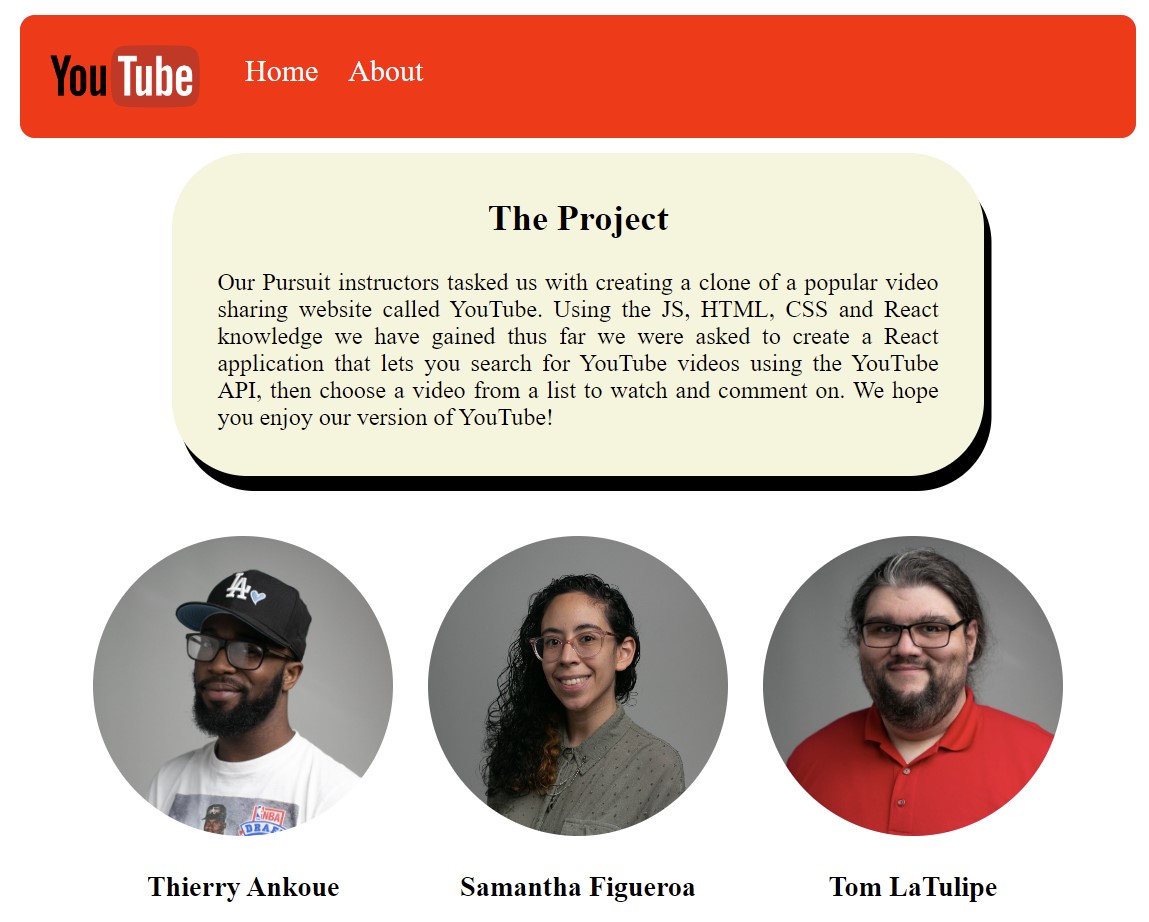 YouTube Home About
The Project
Our Pursuit instructors tasked us with creating a clone of a popular video
sharing website called YouTube. Using the JS, HTML, CSS and React
knowledge we have gained thus far we were asked to create a React
application that lets you search for YouTube videos using the YouTube
API, then choose a video from a list to watch and comment on. We hope
you enjoy our version of YouTube!
LA
NBA
Thierry Ankoue Samantha Figueroa Tom LaTulipe